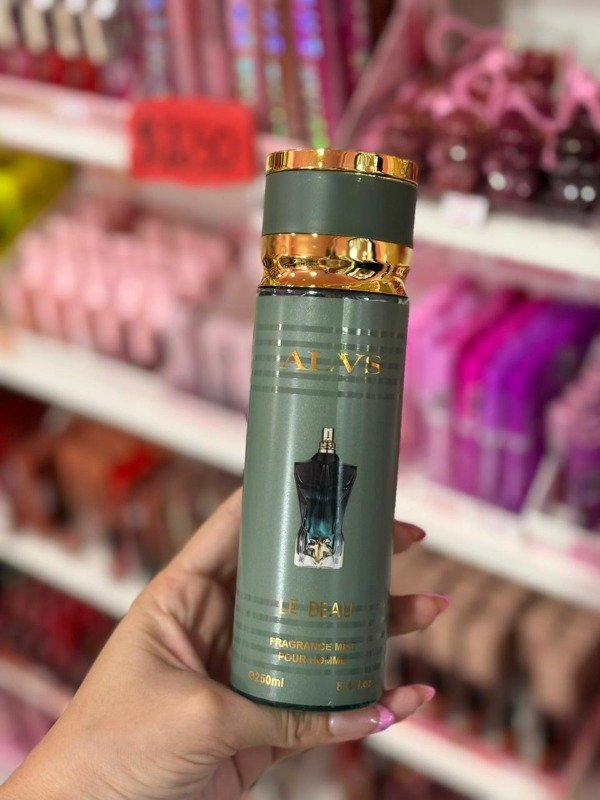 ALVS
LE BEAU
FRAGRANCE MIST
POUR HOMME
250ml